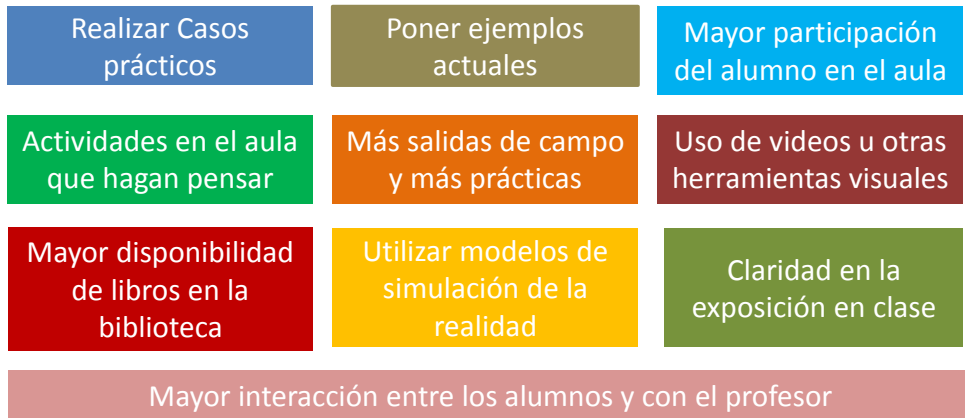 Realizar Casos
prácticos
Poner ejemplos
actuales
Mayor participación
del alumno en el aula
Actividades en el aula
que hagan pensar
Más salidas de campo
y más prácticas
Uso de videos u otras
herramientas visuales
Mayor disponibilidad
de libros en la
biblioteca
Utilizar modelos de
simulación de la
realidad
Claridad en la
exposición en clase
Mayor interacción entre los alumnos y con el profesor